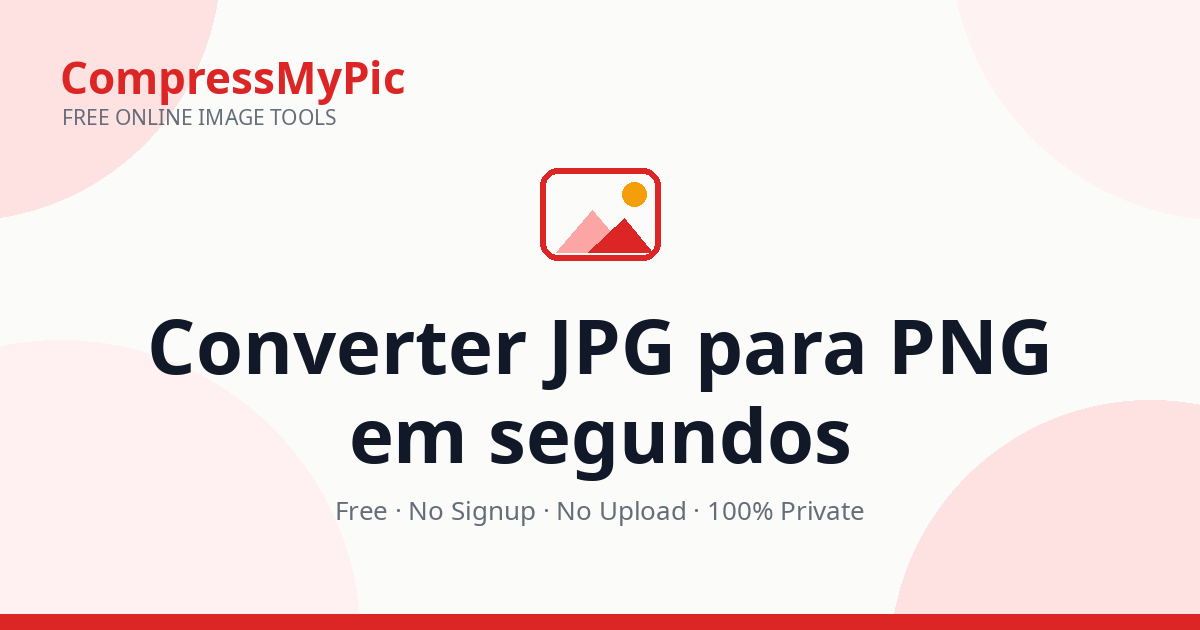 CompressMyPic
FREE ONLINE IMAGE TOOLS
Converter JPG para PNG
em segundos
Free · No Signup · No Upload · 100% Private